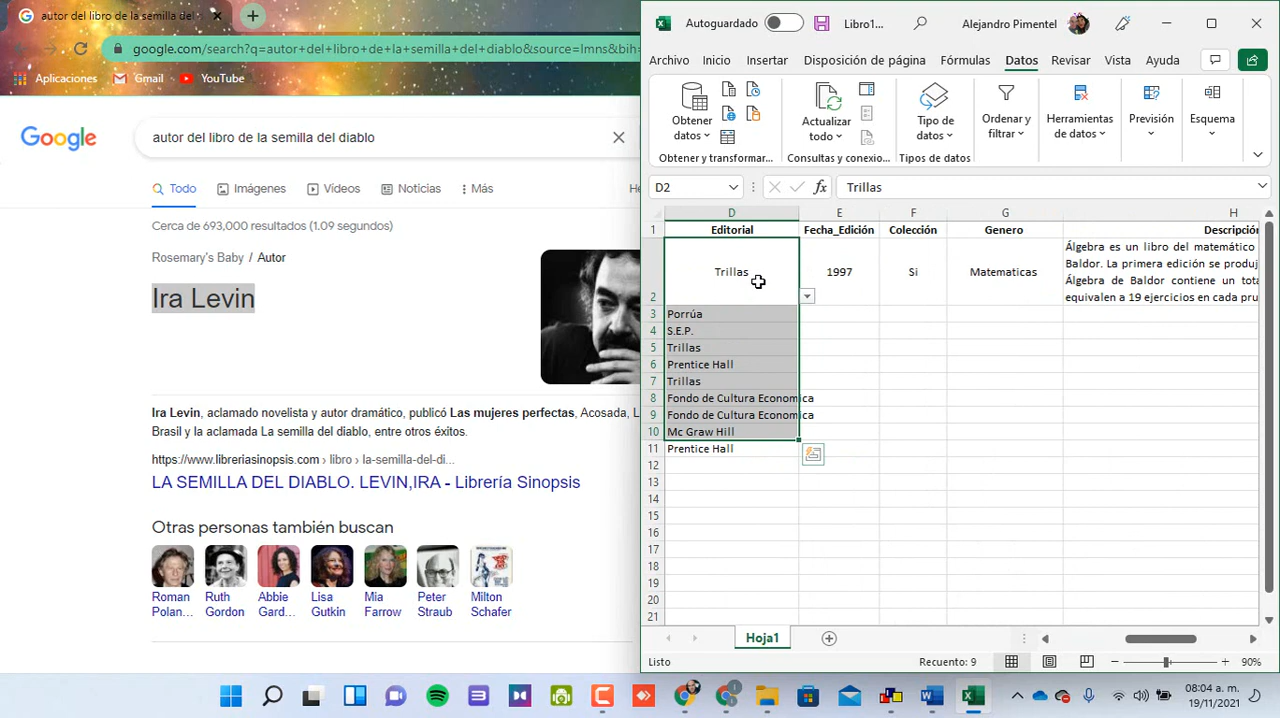 autor del libro de la semilla del
google.com/search?q=autor+del+libro+de+la+semilla+del+diablo&source=lmns&bih=
Aplicaciones Gmail YouTube
Google
autor del libro de la semilla del diablo
Todo Imágenes Videos Noticias Más He
Cerca de 693,000 resultados (1.09 segundos)
Rosemary's Baby / Autor
Ira Levin
Ira Levin, aclamado novelista y autor dramático, publicó Las mujeres perfectas, Acosada, L
Brasil y la aclamada La semilla del diablo, entre otros éxitos.
https://www.libreriasinopsis.com › libro › la-semilla-del-di...
LA SEMILLA DEL DIABLO. LEVIN,IRA - Librería Sinopsis
Otras personas también buscan
Roman Polan...
Ruth Gordon
Abbie Gard...
Lisa Gutkin
Mia Farrow
Peter Straub
Milton Schafer
Autoguardado Libro1... Alejandro Pimentel
Archivo Inicio Insertar Disposición de página Fórmulas Datos Revisar Vista Ayuda
Obtener datos
Actualizar todo
Tipo de datos
Ordenar y filtrar
Herramientas de datos
Previsión
Esquema
Obtener y transformar... Consultas y conexio... Tipos de datos
D2 fx Trillas
D E F G H
1 Editorial Fecha_Edición Colección Genero Descripción
2 Trillas 1997 Si Matematicas
Álgebra es un libro del matemático
Baldor. La primera edición se produj
Álgebra de Baldor contiene un tota
equivalen a 19 ejercicios en cada pru
3 Porrúa
4 S.E.P.
5 Trillas
6 Prentice Hall
7 Trillas
8 Fondo de Cultura Economica
9 Fondo de Cultura Economica
10 Mc Graw Hill
11 Prentice Hall
12
13
14
15
16
17
18
19
20
21
Hoja1
Listo Recuento: 9 90%
08:04 a. m.
19/11/2021